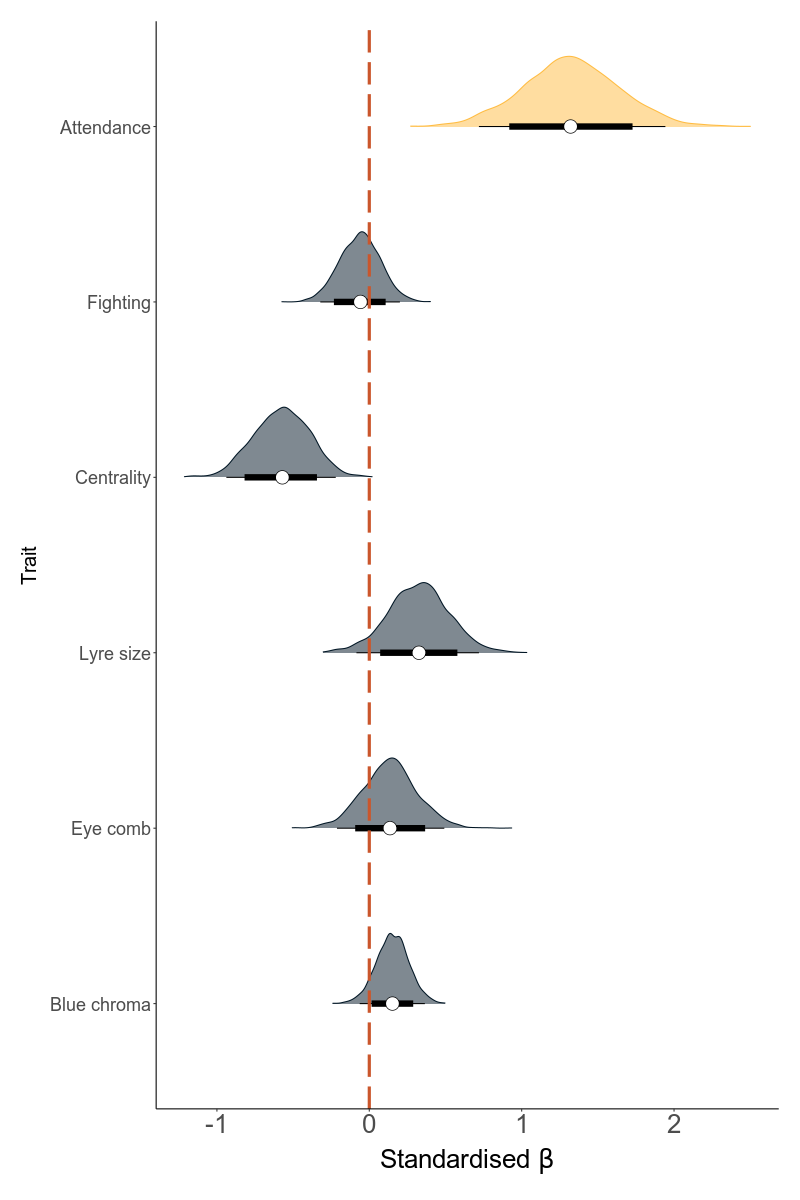 Attendance
Fighting
Centrality
Trait
Lyre size
Eye comb
Blue chroma
-1 0 1 2
Standardised β